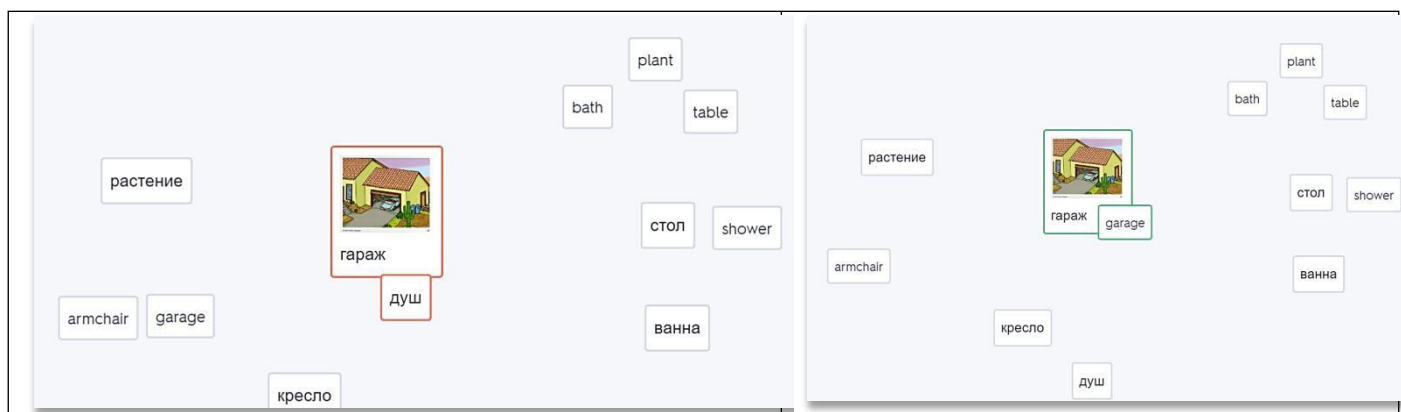 plant
bath
table
растение
гараж
душ
стол
shower
armchair
garage
ванна
кресло
plant
bath
table
растение
гараж
garage
стол
shower
armchair
ванна
кресло
душ